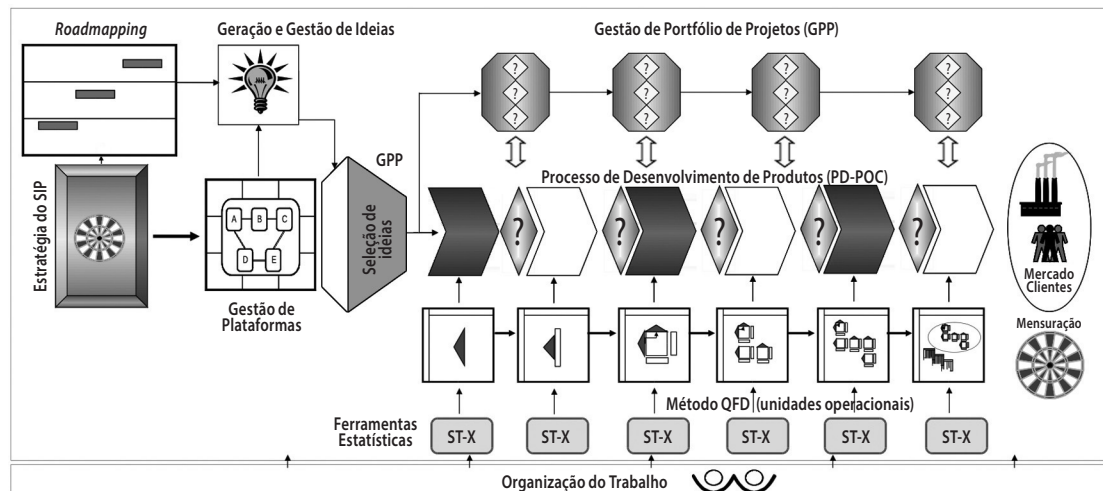 Roadmapping
Geração e Gestão de Ideias
Gestão de Portfólio de Projetos (GPP)
? ? ? ?
? ? ? ?
? ? ? ?
GPP
Estratégia do SIP
Seleção de
ideias
Processo de Desenvolvimento de Produtos (PD-POC)
A B C
D E
? ? ? ? ?
Gestão de
Plataformas
Mercado
Clientes
Mensuração
Método QFD (unidades operacionais)
Ferramentas
Estatísticas
ST-X ST-X ST-X ST-X ST-X ST-X
Organização do Trabalho